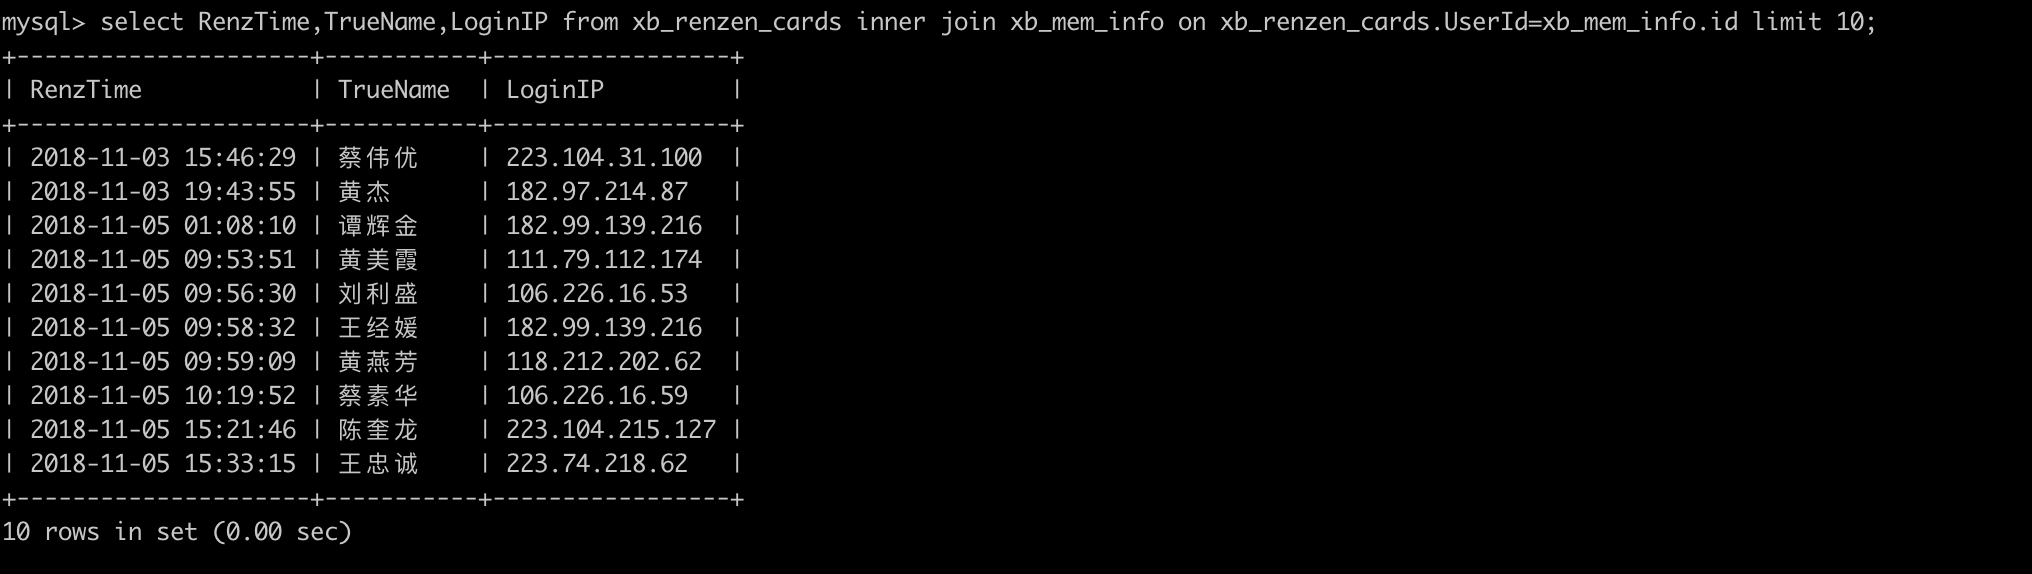 mysql> select RenzTime,TrueName,LoginIP from xb_renzen_cards inner join xb_mem_info on xb_renzen_cards.UserId=xb_mem_info.id limit 10;
+---------------------+-----------+-----------------+
| RenzTime            | TrueName  | LoginIP         |
+---------------------+-----------+-----------------+
| 2018-11-03 15:46:29 | 蔡伟优    | 223.104.31.100  |
| 2018-11-03 19:43:55 | 黄杰      | 182.97.214.87   |
| 2018-11-05 01:08:10 | 谭辉金    | 182.99.139.216  |
| 2018-11-05 09:53:51 | 黄美霞    | 111.79.112.174  |
| 2018-11-05 09:56:30 | 刘利盛    | 106.226.16.53   |
| 2018-11-05 09:58:32 | 王经媛    | 182.99.139.216  |
| 2018-11-05 09:59:09 | 黄燕芳    | 118.212.202.62  |
| 2018-11-05 10:19:52 | 蔡素华    | 106.226.16.59   |
| 2018-11-05 15:21:46 | 陈奎龙    | 223.104.215.127 |
| 2018-11-05 15:33:15 | 王忠诚    | 223.74.218.62   |
+---------------------+-----------+-----------------+
10 rows in set (0.00 sec)